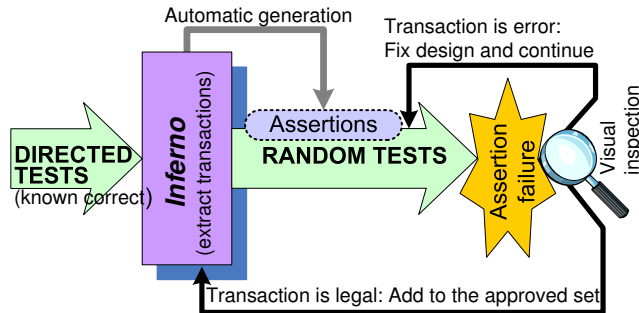 Automatic generation
Transaction is error:
Fix design and continue
DIRECTED
TESTS
(known correct)
Inferno
(extract transactions)
Assertions
RANDOM TESTS
Assertion
failure
Visual
inspection
Transaction is legal: Add to the approved set